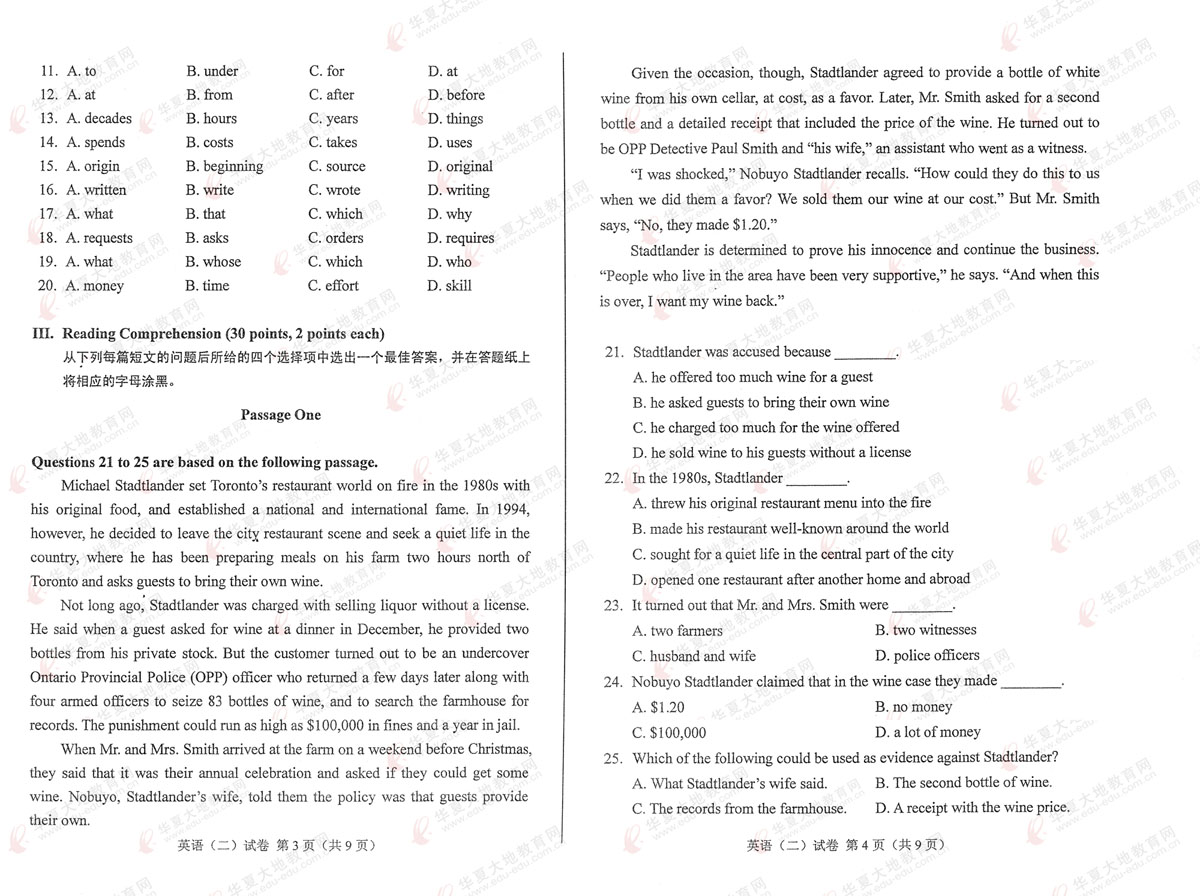 11. A. to B. under C. for D. at
12. A. at B. from C. after D. before
13. A. decades B. hours C. years D. things
14. A. spends B. costs C. takes D. uses
15. A. origin B. beginning C. source D. original
16. A. written B. write C. wrote D. writing
17. A. what B. that C. which D. why
18. A. requests B. asks C. orders D. requires
19. A. what B. whose C. which D. who
20. A. money B. time C. effort D. skill
III. Reading Comprehension (30 points, 2 points each)
从下列每篇短文的问题后所给的四个选择项中选出一个最佳答案，并在答题纸上
将相应的字母涂黑。
Passage One
Questions 21 to 25 are based on the following passage.
Michael Stadtlander set Toronto's restaurant world on fire in the 1980s with
his original food, and established a national and international fame. In 1994,
however, he decided to leave the city restaurant scene and seek a quiet life in the
country, where he has been preparing meals on his farm two hours north of
Toronto and asks guests to bring their own wine.
Not long ago, Stadtlander was charged with selling liquor without a license.
He said when a guest asked for wine at a dinner in December, he provided two
bottles from his private stock. But the customer turned out to be an undercover
Ontario Provincial Police (OPP) officer who returned a few days later along with
four armed officers to seize 83 bottles of wine, and to search the farmhouse for
records. The punishment could run as high as $100,000 in fines and a year in jail.
When Mr. and Mrs. Smith arrived at the farm on a weekend before Christmas,
they said that it was their annual celebration and asked if they could get some
wine. Nobuyo, Stadtlander's wife, told them the policy was that guests provide
their own.
英语（二）试卷 第 3 页（共 9 页）
Given the occasion, though, Stadtlander agreed to provide a bottle of white
wine from his own cellar, at cost, as a favor. Later, Mr. Smith asked for a second
bottle and a detailed receipt that included the price of the wine. He turned out to
be OPP Detective Paul Smith and “his wife,” an assistant who went as a witness.
“I was shocked,” Nobuyo Stadtlander recalls. “How could they do this to us
when we did them a favor? We sold them our wine at our cost.” But Mr. Smith
says, “No, they made $1.20.”
Stadtlander is determined to prove his innocence and continue the business.
“People who live in the area have been very supportive,” he says. “And when this
is over, I want my wine back.”
21. Stadtlander was accused because ________.
A. he offered too much wine for a guest
B. he asked guests to bring their own wine
C. he charged too much for the wine offered
D. he sold wine to his guests without a license
22. In the 1980s, Stadtlander ________.
A. threw his original restaurant menu into the fire
B. made his restaurant well-known around the world
C. sought for a quiet life in the central part of the city
D. opened one restaurant after another home and abroad
23. It turned out that Mr. and Mrs. Smith were ________.
A. two farmers B. two witnesses
C. husband and wife D. police officers
24. Nobuyo Stadtlander claimed that in the wine case they made ________.
A. $1.20 B. no money
C. $100,000 D. a lot of money
25. Which of the following could be used as evidence against Stadtlander?
A. What Stadtlander's wife said. B. The second bottle of wine.
C. The records from the farmhouse. D. A receipt with the wine price.
英语（二）试卷 第 4 页（共 9 页）
华夏大地教育网
www.edu-edu.com.cn